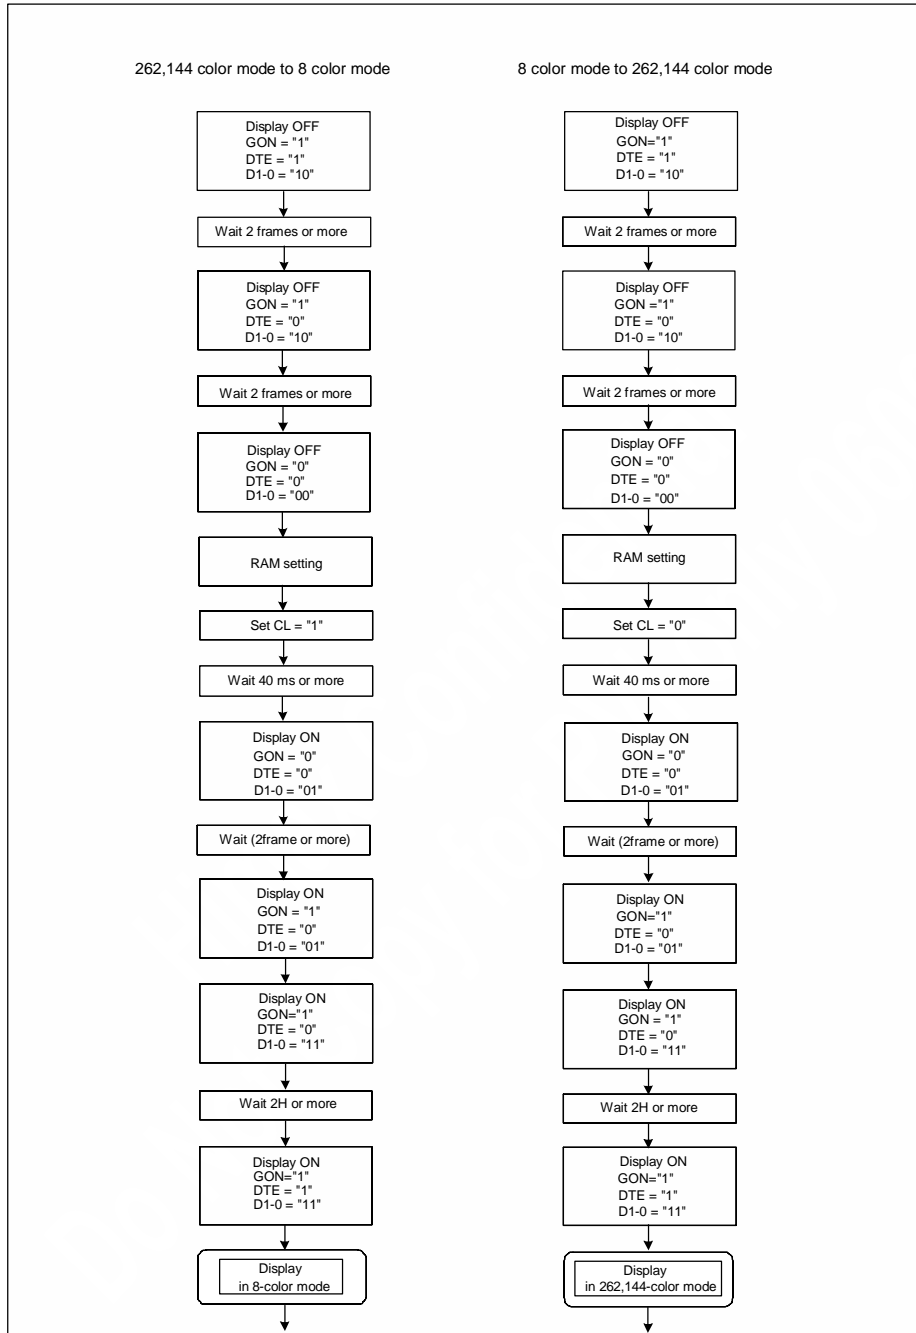 262,144 color mode to 8 color mode
Display OFF
GON = "1"
DTE = "1"
D1-0 = "10"
Wait 2 frames or more
Display OFF
GON = "1"
DTE = "0"
D1-0 = "10"
Wait 2 frames or more
Display OFF
GON = "0"
DTE = "0"
D1-0 = "00"
RAM setting
Set CL = "1"
Wait 40 ms or more
Display ON
GON = "0"
DTE = "0"
D1-0 = "01"
Wait (2frame or more)
Display ON
GON = "1"
DTE = "0"
D1-0 = "01"
Display ON
GON="1"
DTE = "0"
D1-0 = "11"
Wait 2H or more
Display ON
GON="1"
DTE = "1"
D1-0 = "11"
Display
in 8-color mode
8 color mode to 262,144 color mode
Display OFF
GON="1"
DTE = "1"
D1-0 = "10"
Wait 2 frames or more
Display OFF
GON = "1"
DTE = "0"
D1-0 = "10"
Wait 2 frames or more
Display OFF
GON = "0"
DTE = "0"
D1-0 = "00"
RAM setting
Set CL = "0"
Wait 40 ms or more
Display ON
GON = "0"
DTE = "0"
D1-0 = "01"
Wait (2frame or more)
Display ON
GON="1"
DTE = "0"
D1-0 = "01"
Display ON
GON = "1"
DTE = "0"
D1-0 = "11"
Wait 2H or more
Display ON
GON="1"
DTE = "1"
D1-0 = "11"
Display
in 262,144-color mode